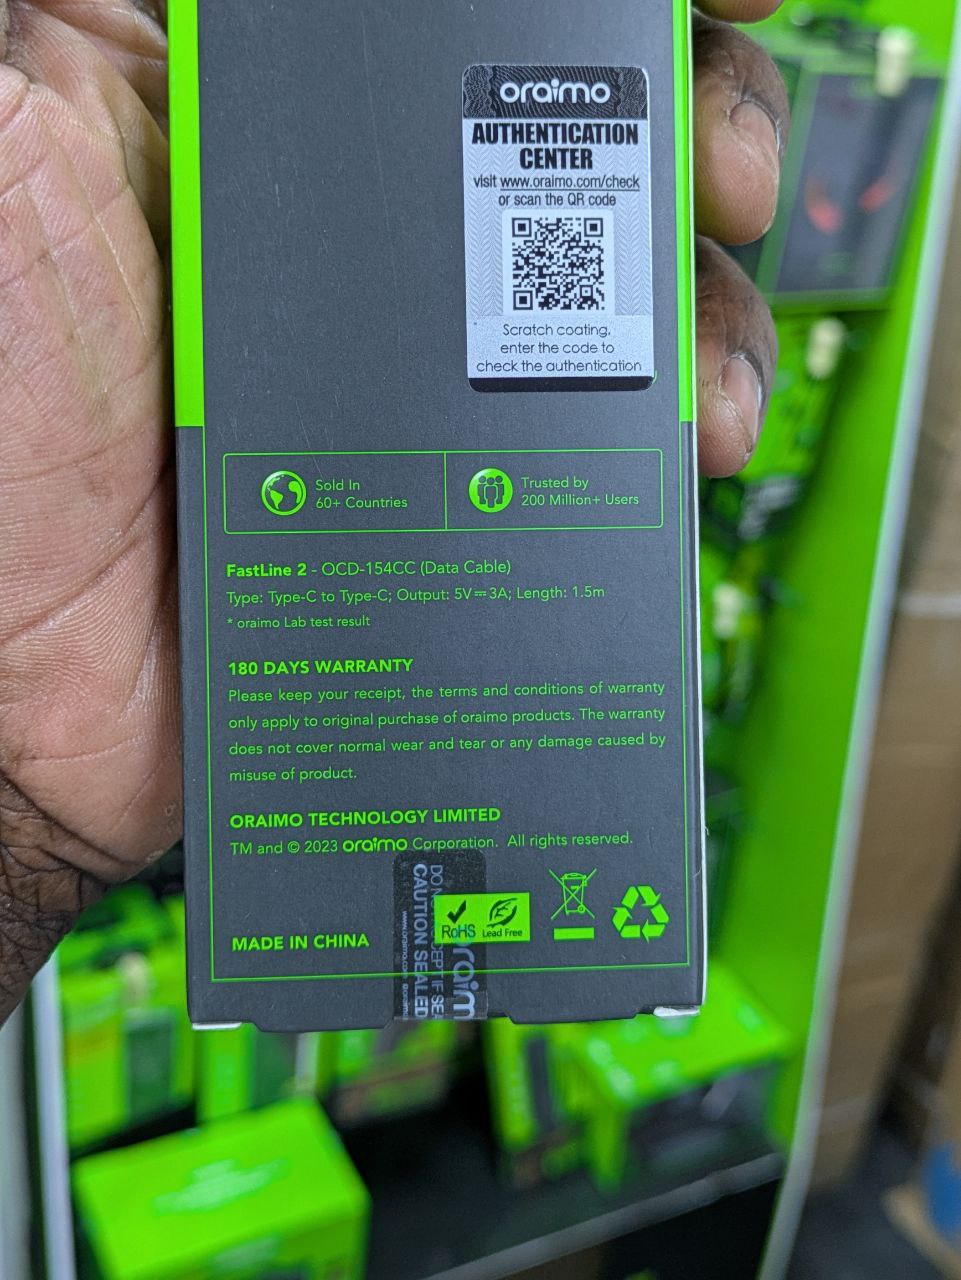 oraimo
AUTHENTICATION
CENTER
visit www.oraimo.com/check
or scan the QR code
Scratch coating,
enter the code to
check the authentication
Sold In
60+ Countries
Trusted by
200 Million+ Users
FastLine 2 - OCD-154CC (Data Cable)
Type: Type-C to Type-C; Output: 5V⎓3A; Length: 1.5m
* oraimo Lab test result
180 DAYS WARRANTY
Please keep your receipt, the terms and conditions of warranty
only apply to original purchase of oraimo products. The warranty
does not cover normal wear and tear or any damage caused by
misuse of product.
ORAIMO TECHNOLOGY LIMITED
TM and © 2023 oraimo Corporation. All rights reserved.
MADE IN CHINA
RoHS
Lead Free
CAUTION SEALED